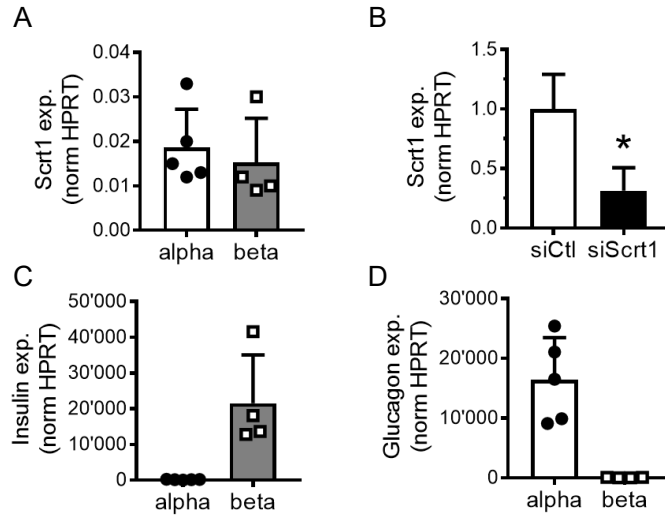 A
Scrt1 exp.
(norm HPRT)
0.04
0.03
0.02
0.01
0.00
alpha beta
B
Scrt1 exp.
(norm HPRT)
1.5
1.0
0.5
0.0
*
siCtl siScrt1
C
Insulin exp.
(norm HPRT)
50'000
40'000
30'000
20'000
10'000
0
alpha beta
D
Glucagon exp.
(norm HPRT)
30'000
20'000
10'000
0
alpha beta